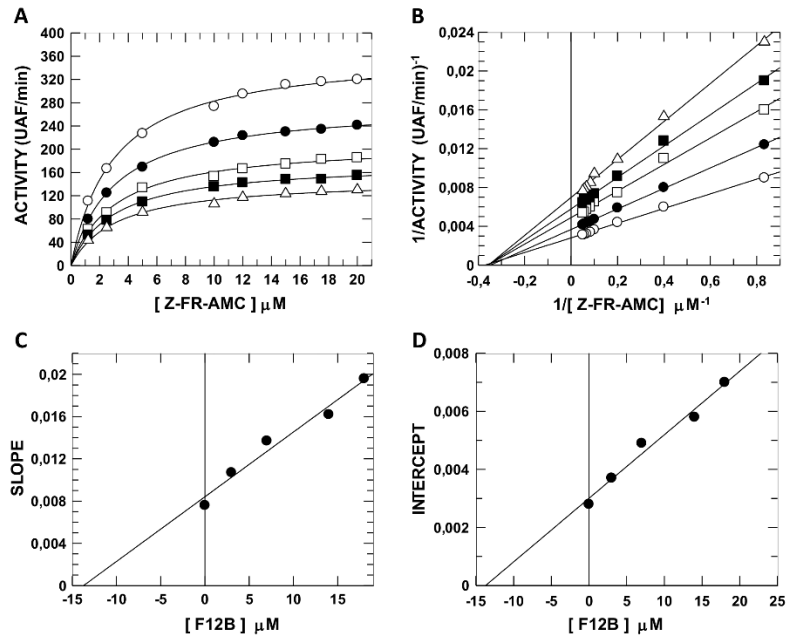 A
ACTIVITY (UAF/min)
400
360
320
280
240
200
160
120
80
40
0
0 2 4 6 8 10 12 14 16 18 20
[ Z-FR-AMC ] μM
B
1/ACTIVITY (UAF/min)-1
0,024
0,02
0,016
0,012
0,008
0,004
0
-0,4 -0,2 0 0,2 0,4 0,6 0,8
1/[ Z-FR-AMC ] μM-1
C
SLOPE
0,02
0,016
0,012
0,008
0,004
0
-15 -10 -5 0 5 10 15
[ F12B ] μM
D
INTERCEPT
0,008
0,006
0,004
0,002
0
-15 -10 -5 0 5 10 15 20 25
[ F12B ] μM